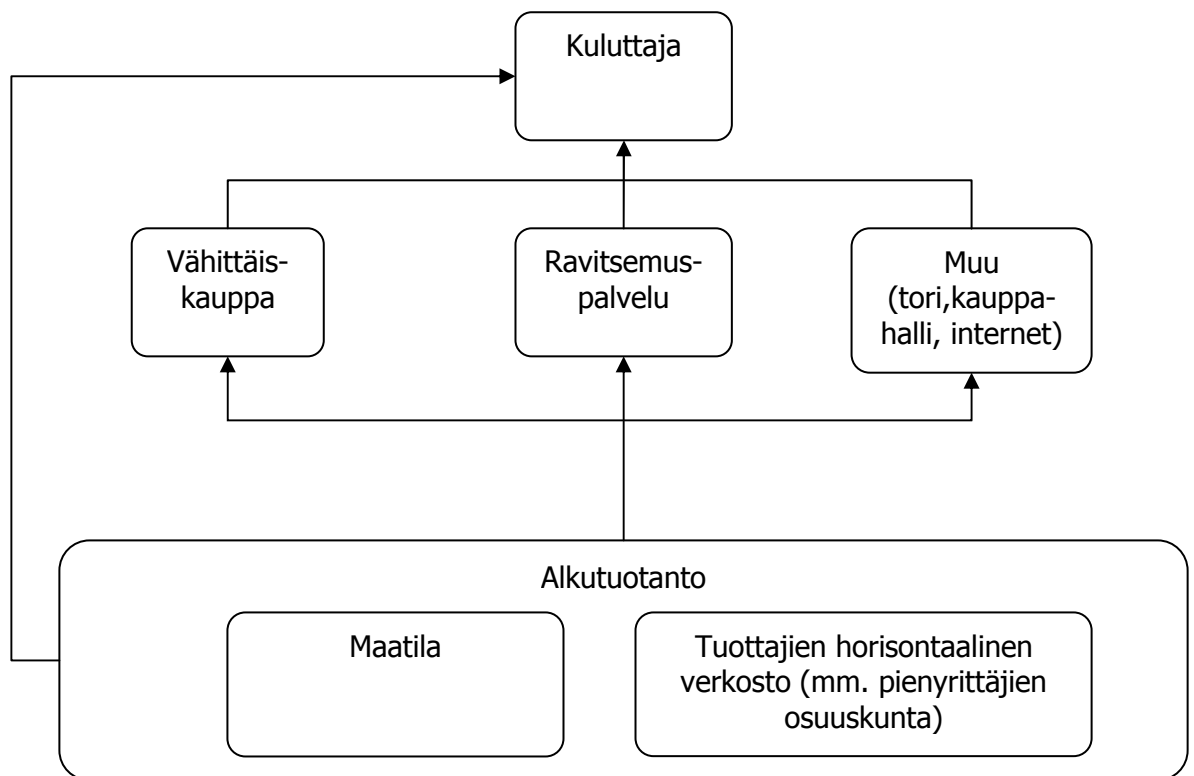 Kuluttaja
Vähittäis-
kauppa
Ravitsemus-
palvelu
Muu
(tori,kauppa-
halli, internet)
Alkutuotanto
Maatila
Tuottajien horisontaalinen
verkosto (mm. pienyrittäjien
osuuskunta)